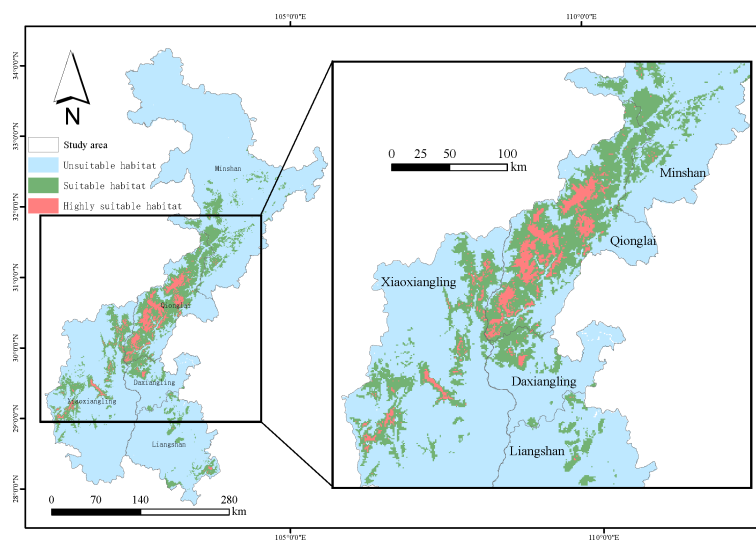 105°0'0"E 110°0'0"E
34°0'0"N
33°0'0"N
32°0'0"N
31°0'0"N
30°0'0"N
29°0'0"N
28°0'0"N
N
Study area
Unsuitable habitat
Suitable habitat
Highly suitable habitat
Minshan
Qionglai
Daxiangling
Xiaoxiangling
Liangshan
0 70 140 280
km
0 25 50 100
km
Minshan
Qionglai
Xiaoxiangling
Daxiangling
Liangshan
105°0'0"E 110°0'0"E